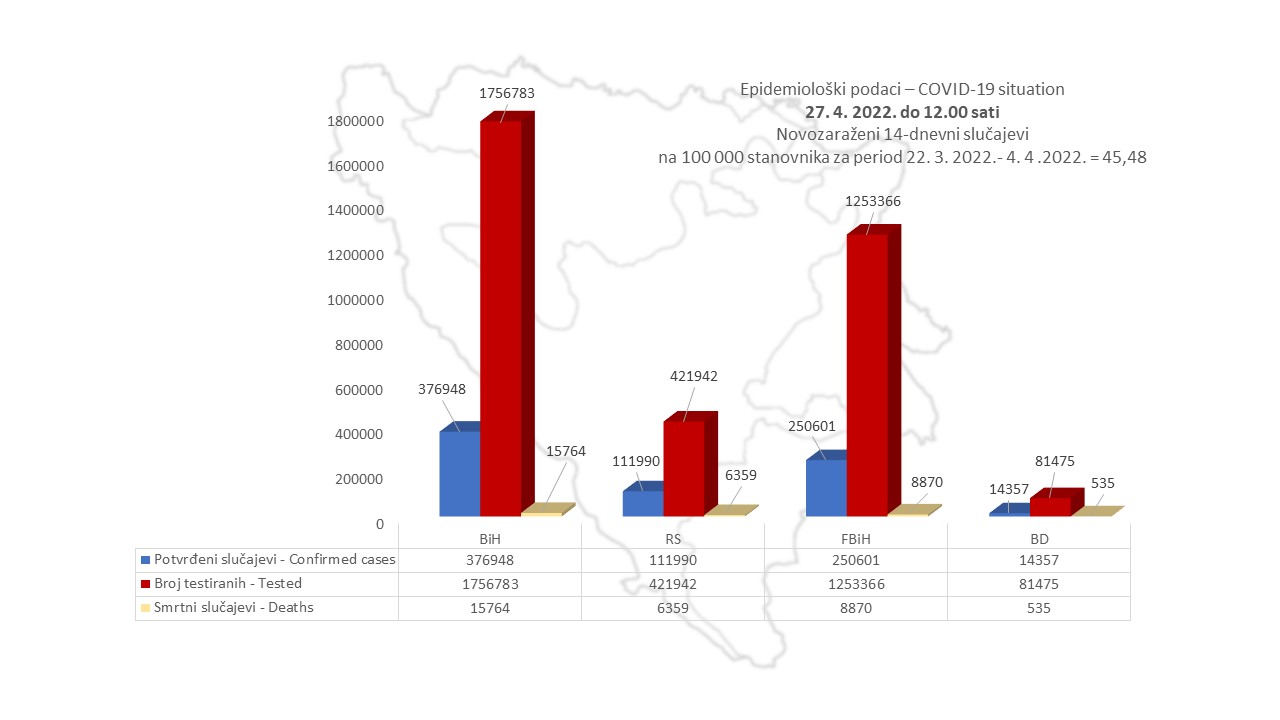 Epidemiološki podaci – COVID-19 situation
27. 4. 2022. do 12.00 sati
Novozaraženi 14-dnevni slučajevi
na 100 000 stanovnika za period 22. 3. 2022.- 4. 4 .2022. = 45,48
1800000
1600000
1400000
1200000
1000000
800000
600000
400000
200000
0
376948
1756783
15764
111990
421942
6359
250601
1253366
8870
14357
81475
535
BiH RS FBiH BD
Potvrđeni slučajevi - Confirmed cases 376948 111990 250601 14357
Broj testiranih - Tested 1756783 421942 1253366 81475
Smrtni slučajevi - Deaths 15764 6359 8870 535